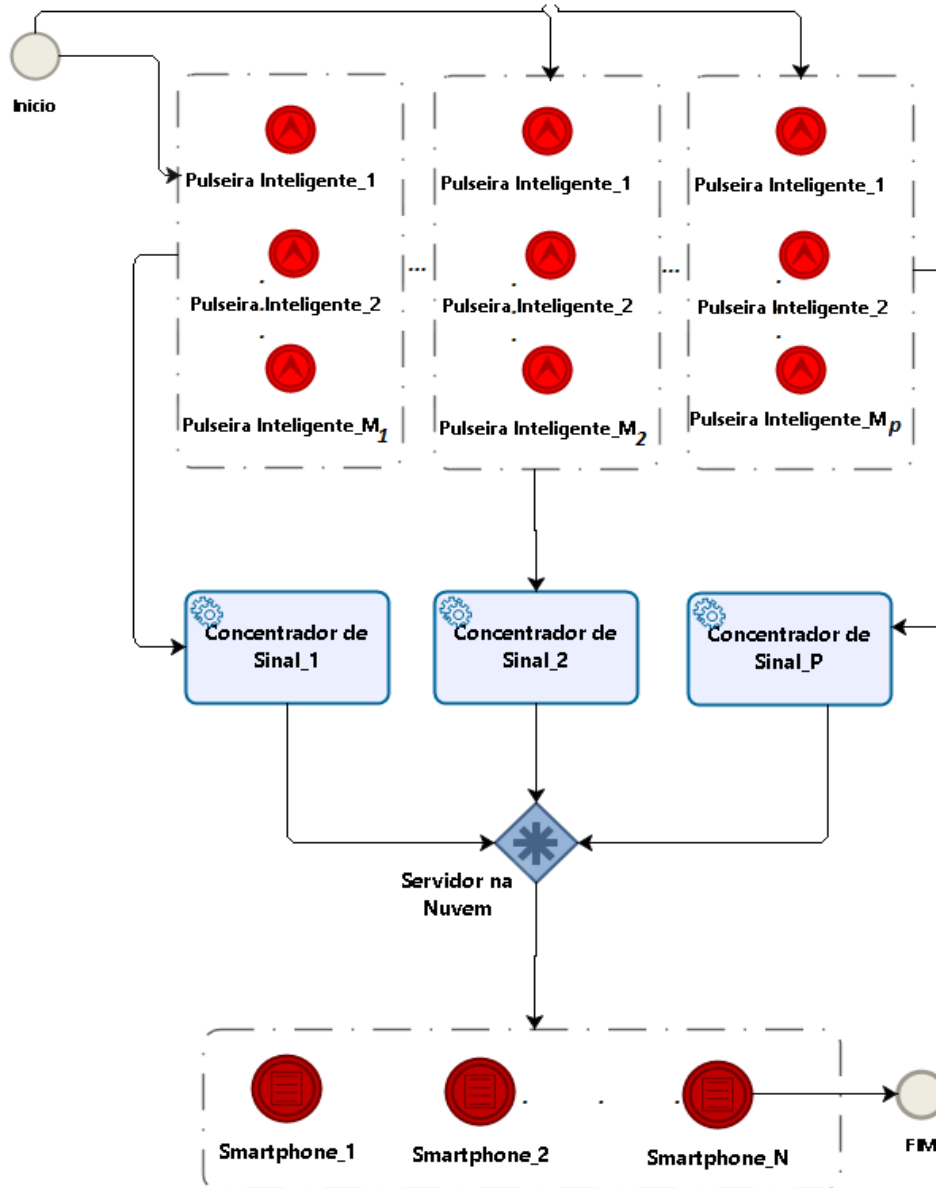 Inicio
Pulseira Inteligente_1
Pulseira Inteligente_1
Pulseira Inteligente_1
...
...
Pulseira Inteligente_2
Pulseira Inteligente_2
Pulseira Inteligente_2
Pulseira Inteligente_M1
Pulseira Inteligente_M2
Pulseira Inteligente_Mp
Concentrador de
Sinal_1
Concentrador de
Sinal_2
Concentrador de
Sinal_P
Servidor na
Nuvem
Smartphone_1
Smartphone_2
. . .
Smartphone_N
FIM